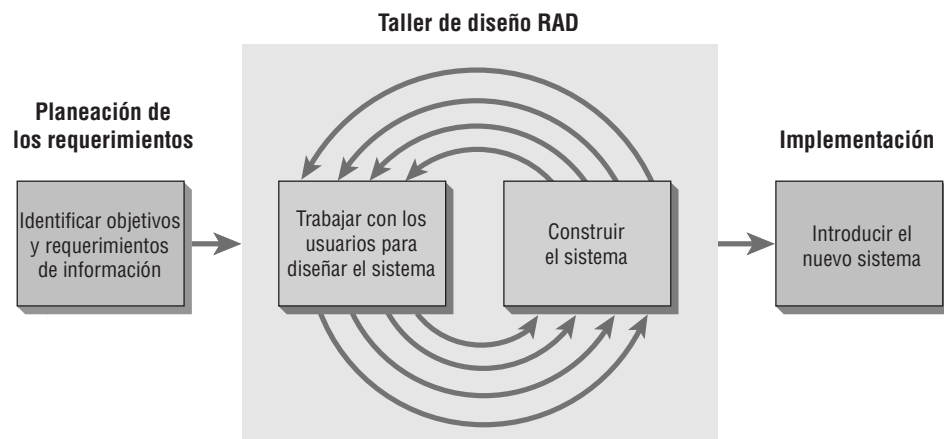 Taller de diseño RAD
Planeación de
los requerimientos
Identificar objetivos
y requerimientos
de información
Trabajar con los
usuarios para
diseñar el sistema
Construir
el sistema
Implementación
Introducir el
nuevo sistema